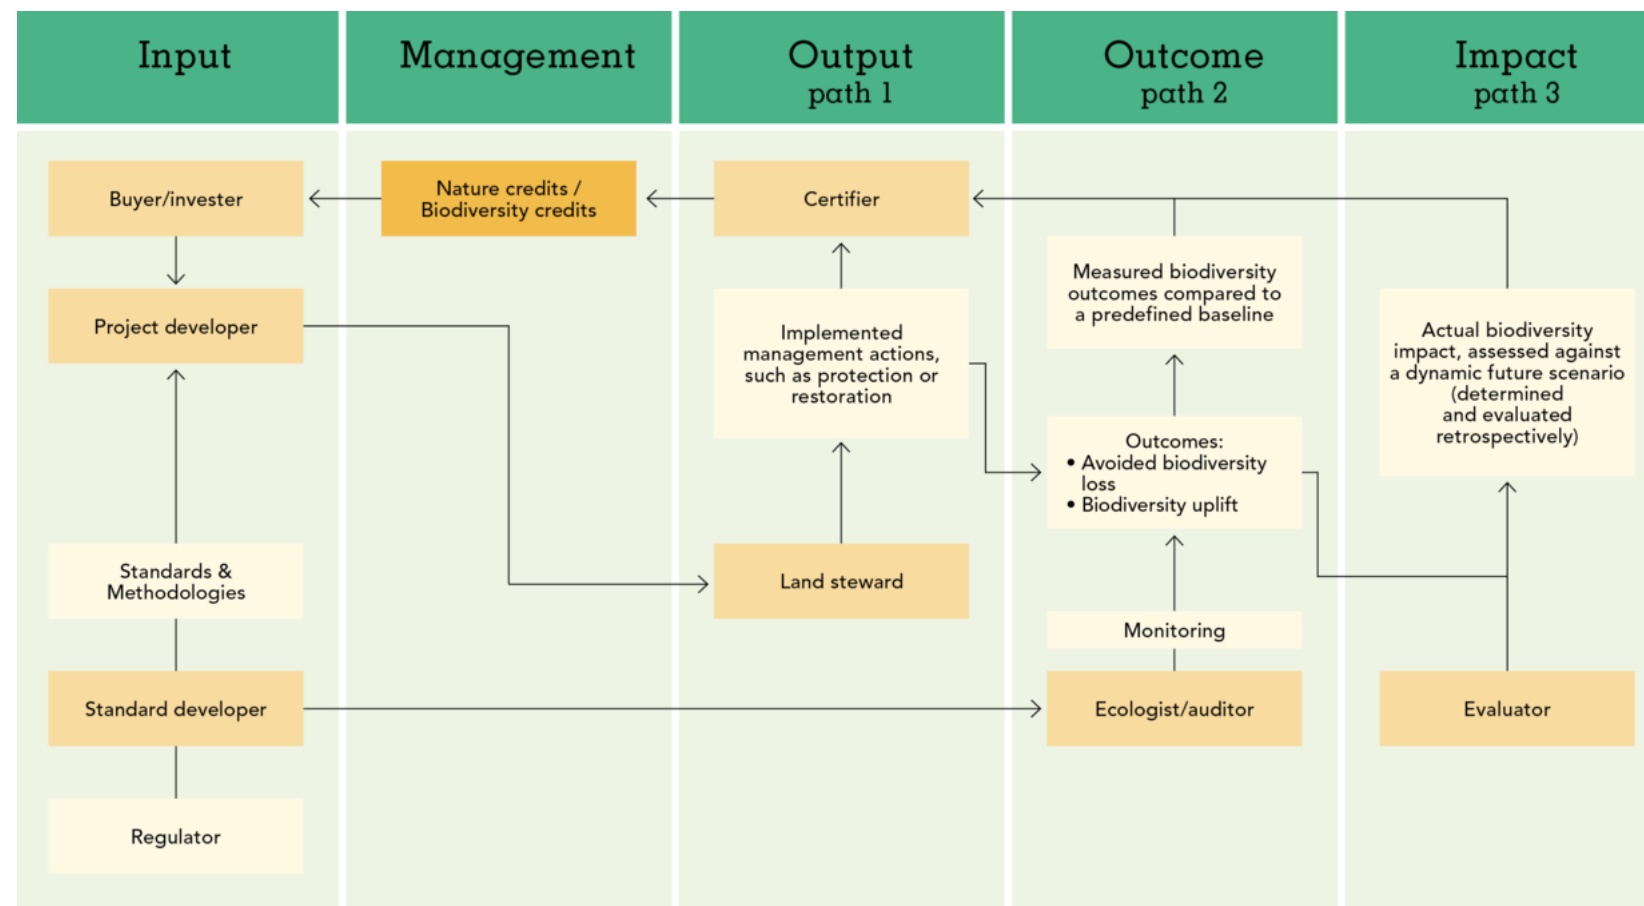 Input
Management
Output
path 1
Outcome
path 2
Impact
path 3
Buyer/invester
Project developer
Standards &
Methodologies
Standard developer
Regulator
Nature credits /
Biodiversity credits
Certifier
Implemented
management actions,
such as protection or
restoration
Land steward
Measured biodiversity
outcomes compared to
a predefined baseline
Outcomes:
• Avoided biodiversity
loss
• Biodiversity uplift
Monitoring
Ecologist/auditor
Actual biodiversity
impact, assessed against
a dynamic future scenario
(determined
and evaluated
retrospectively)
Evaluator